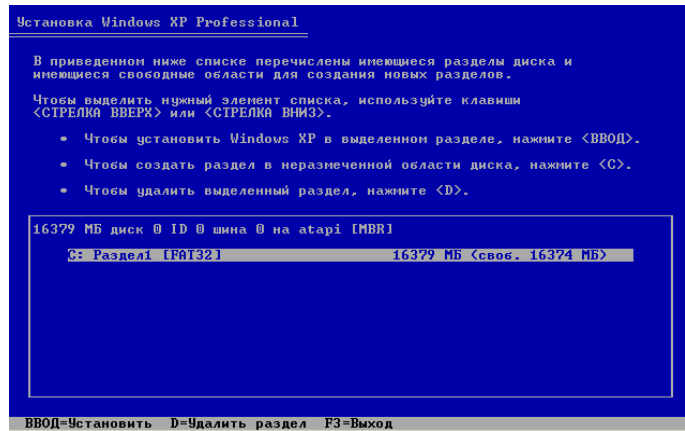 Установка Windows XP Professional
В приведенном ниже списке перечислены имеющиеся разделы диска и
имеющиеся свободные области для создания новых разделов.
Чтобы выделить нужный элемент списка, используйте клавиши
<СТРЕЛКА ВВЕРХ> или <СТРЕЛКА ВНИЗ>.
• Чтобы установить Windows XP в выделенном разделе, нажмите <ВВОД>.
• Чтобы создать раздел в неразмеченной области диска, нажмите <C>.
• Чтобы удалить выделенный раздел, нажмите <D>.
16379 МБ диск 0 ID 0 шина 0 на atapi [MBR]
C: Раздел1 [FAT32] 16379 МБ (своб. 16374 МБ)
ВВОД=Установить D=Удалить раздел F3=Выход